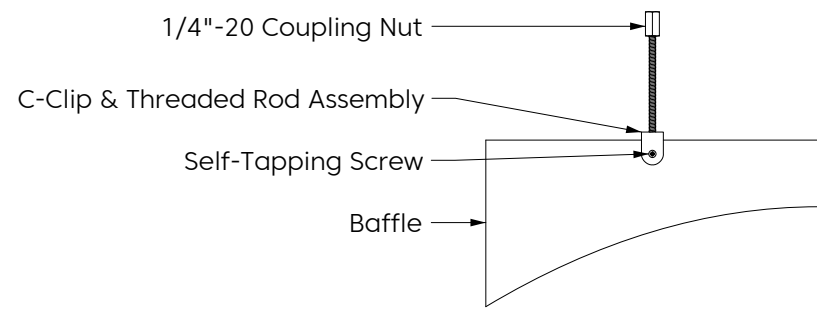 1/4"-20 Coupling Nut
C-Clip & Threaded Rod Assembly
Self-Tapping Screw
Baffle